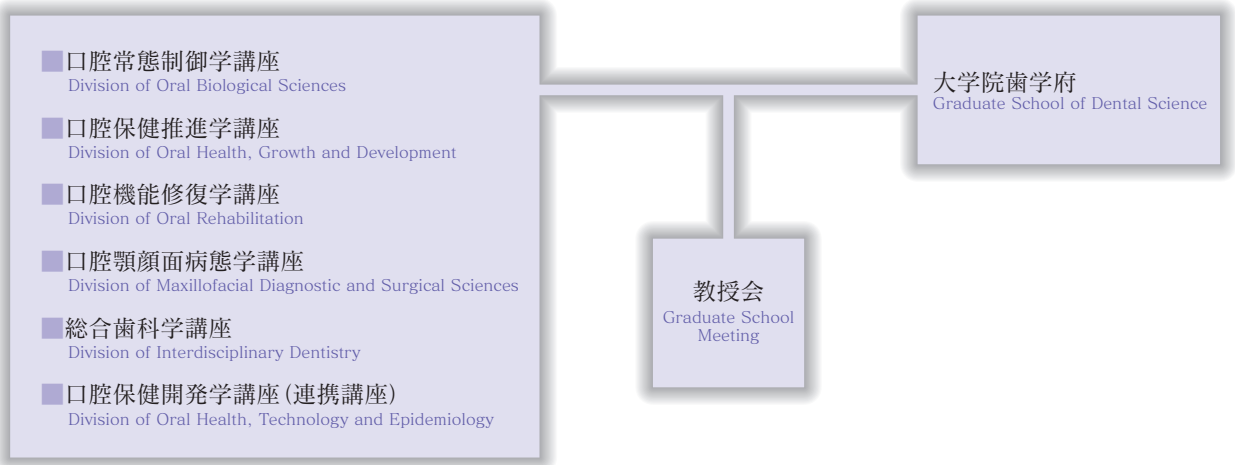 ■口腔常態制御学講座
Division of Oral Biological Sciences
■口腔保健推進学講座
Division of Oral Health, Growth and Development
■口腔機能修復学講座
Division of Oral Rehabilitation
■口腔顎顔面病態学講座
Division of Maxillofacial Diagnostic and Surgical Sciences
■総合歯科学講座
Division of Interdisciplinary Dentistry
■口腔保健開発学講座(連携講座)
Division of Oral Health, Technology and Epidemiology
大学院歯学府
Graduate School of Dental Science
教授会
Graduate School
Meeting